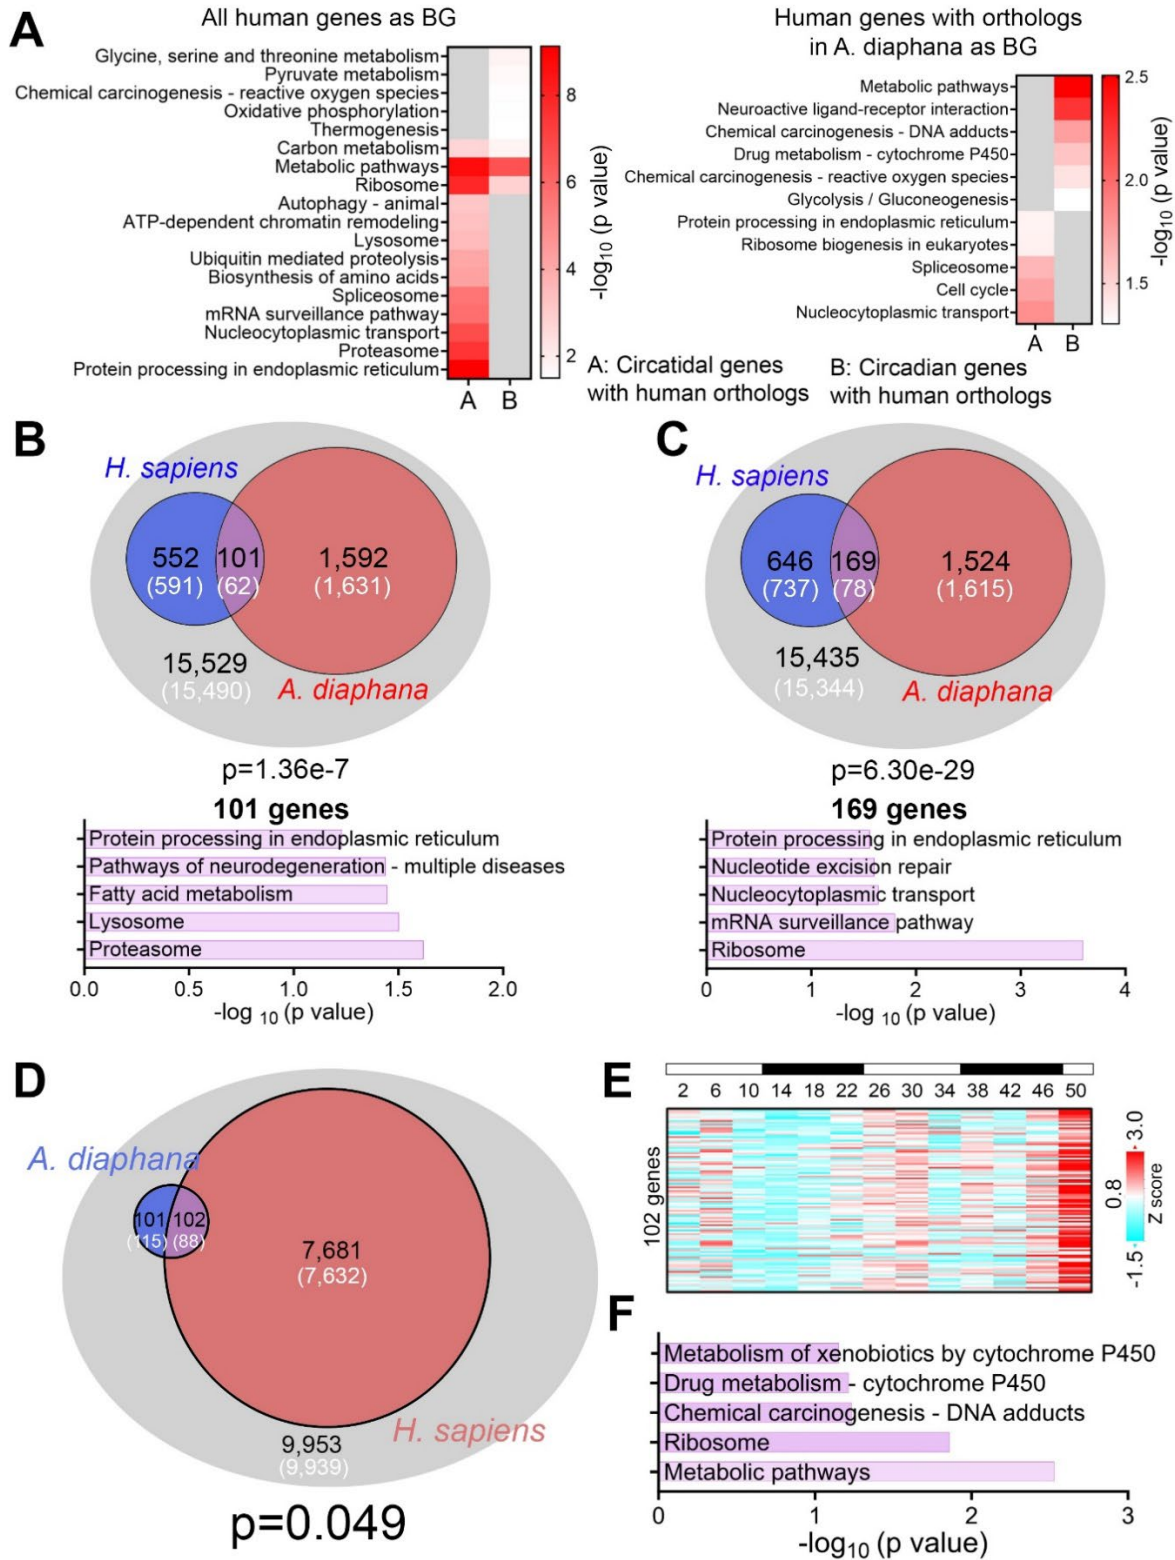 A
All human genes as BG
Glycine, serine and threonine metabolism
Pyruvate metabolism
Chemical carcinogenesis - reactive oxygen species
Oxidative phosphorylation
Thermogenesis
Carbon metabolism
Metabolic pathways
Ribosome
Autophagy - animal
ATP-dependent chromatin remodeling
Lysosome
Ubiquitin mediated proteolysis
Biosynthesis of amino acids
Spliceosome
mRNA surveillance pathway
Nucleocytoplasmic transport
Proteasome
Protein processing in endoplasmic reticulum
A B
8
6
4
2
-log10 (p value)
Human genes with orthologs
in A. diaphana as BG
Metabolic pathways
Neuroactive ligand-receptor interaction
Chemical carcinogenesis - DNA adducts
Drug metabolism - cytochrome P450
Chemical carcinogenesis - reactive oxygen species
Glycolysis / Gluconeogenesis
Protein processing in endoplasmic reticulum
Ribosome biogenesis in eukaryotes
Spliceosome
Cell cycle
Nucleocytoplasmic transport
A B
2.5
2.0
1.5
-log10 (p value)
A: Circatidal genes
with human orthologs
B: Circadian genes
with human orthologs
B
H. sapiens
552 101 1,592
(591) (62) (1,631)
15,529
(15,490)
A. diaphana
p=1.36e-7
101 genes
Protein processing in endoplasmic reticulum
Pathways of neurodegeneration - multiple diseases
Fatty acid metabolism
Lysosome
Proteasome
0 0.5 1.0 1.5 2.0
-log 10 (p value)
C
H. sapiens
646 169 1,524
(737) (78) (1,615)
15,435
(15,344)
A. diaphana
p=6.30e-29
169 genes
Protein processing in endoplasmic reticulum
Nucleotide excision repair
Nucleocytoplasmic transport
mRNA surveillance pathway
Ribosome
0 1 2 3 4
-log 10 (p value)
D
A. diaphana
101 102
(115) (88)
7,681
(7,632)
H. sapiens
9,953
(9,939)
p=0.049
E
2 6 10 14 18 22 26 30 34 38 42 46 50
102 genes
-1.5 0.8 3.0
Z score
F
Metabolism of xenobiotics by cytochrome P450
Drug metabolism - cytochrome P450
Chemical carcinogenesis - DNA adducts
Ribosome
Metabolic pathways
0 1 2 3
-log10 (p value)